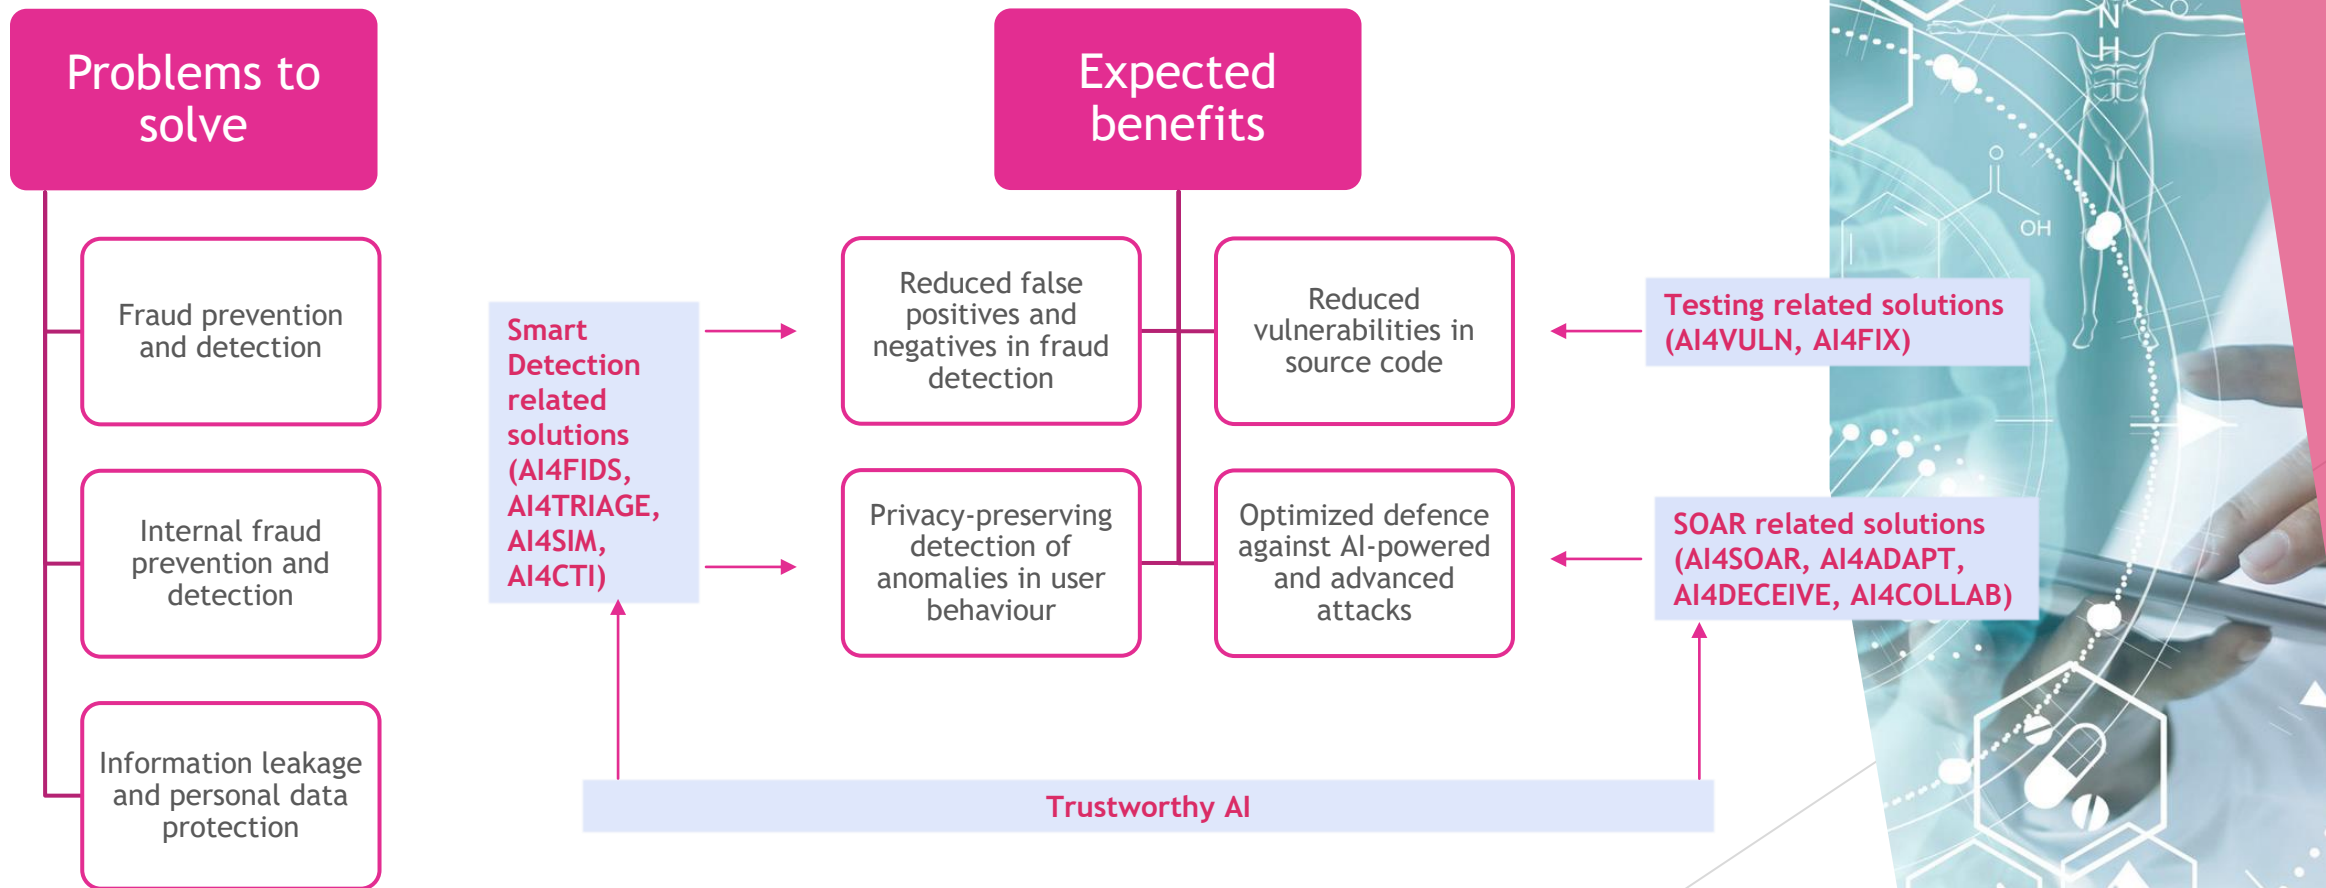 Problems to
solve
Fraud prevention
and detection
Internal fraud
prevention and
detection
Information leakage
and personal data
protection
Smart
Detection
related
solutions
(AI4FIDS,
AI4TRIAGE,
AI4SIM,
AI4CTI)
Expected
benefits
Reduced false
positives and
negatives in fraud
detection
Reduced
vulnerabilities in
source code
Privacy-preserving
detection of
anomalies in user
behaviour
Optimized defence
against AI-powered
and advanced
attacks
Testing related solutions
(AI4VULN, AI4FIX)
SOAR related solutions
(AI4SOAR, AI4ADAPT,
AI4DECEIVE, AI4COLLAB)
Trustworthy AI
N
H
O
O
OH